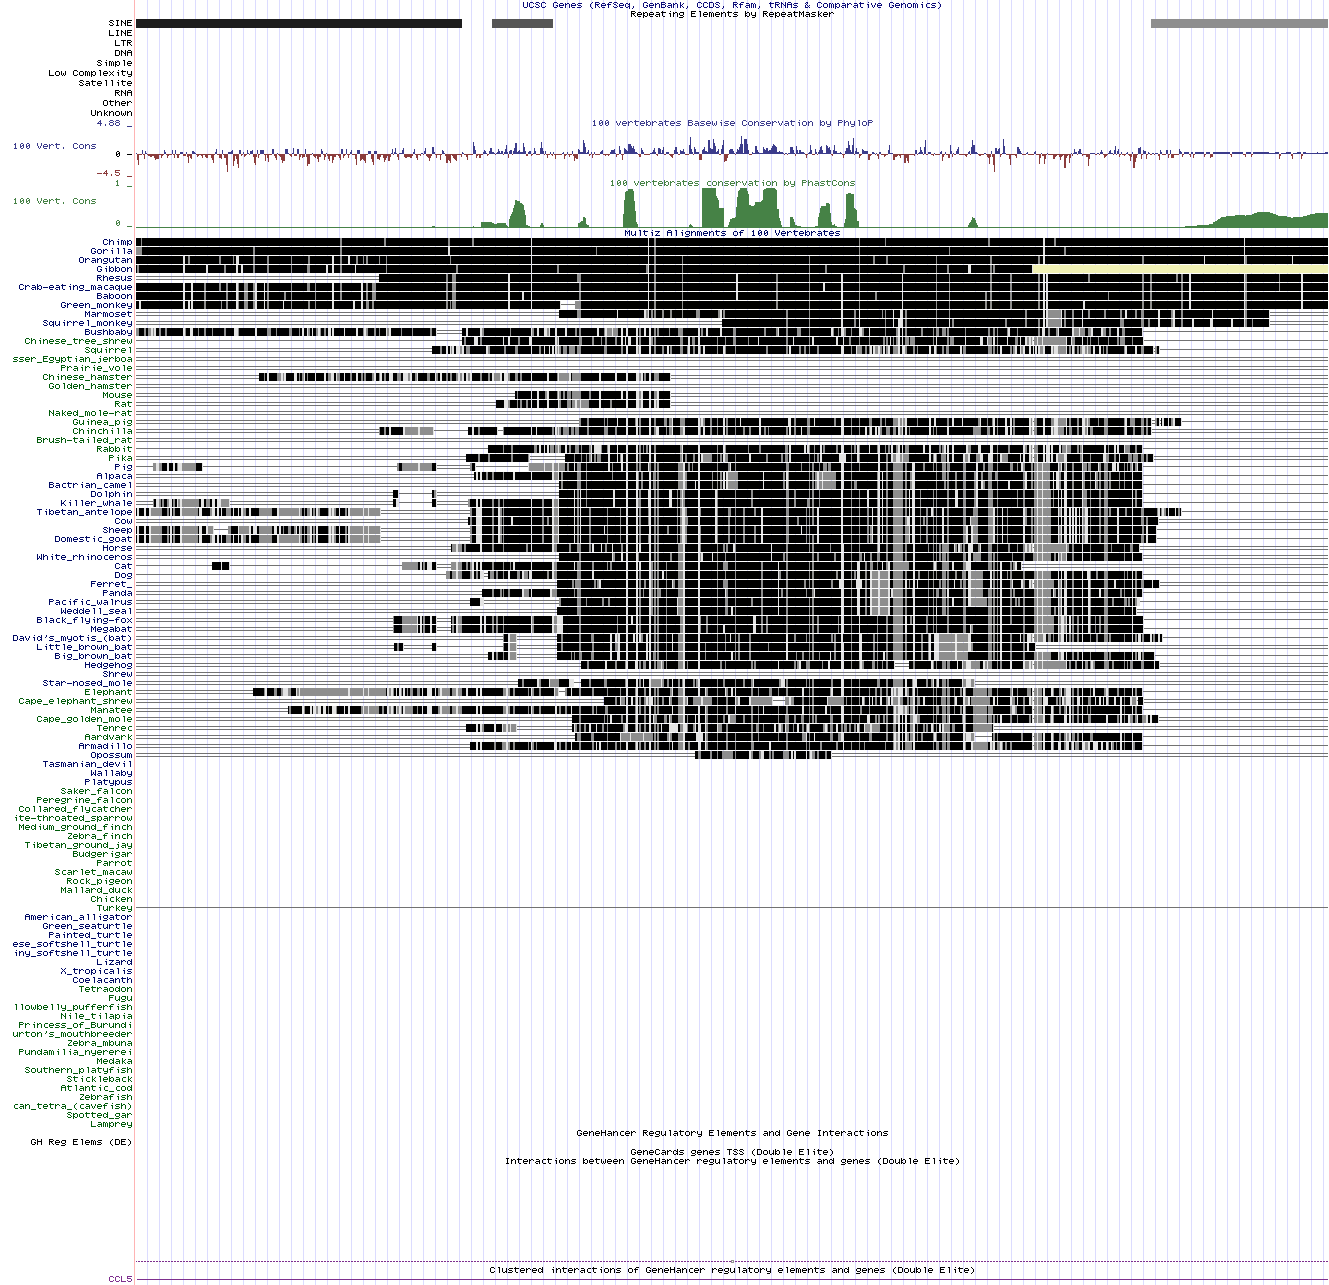 UCSC Genes (RefSeq, GenBank, CCDS, Rfam, tRNAs & Comparative Genomics)
Repeating Elements by RepeatMasker
SINE
LINE
LTR
DNA
Simple
Low Complexity
Satellite
RNA
Other
Unknown
4.88 _
100 vertebrates Basewise Conservation by PhyloP
100 Vert. Cons
0 _
-4.5 _
1 _
100 vertebrates conservation by PhastCons
100 Vert. Cons
0 _
Multiz Alignments of 100 Vertebrates
Chimp
Gorilla
Orangutan
Gibbon
Rhesus
Crab-eating_macaque
Baboon
Green_monkey
Marmoset
Squirrel_monkey
Bushbaby
Chinese_tree_shrew
Squirrel
sser_Egyptian_jerboa
Prairie_vole
Chinese_hamster
Golden_hamster
Mouse
Rat
Naked_mole-rat
Guinea_pig
Chinchilla
Brush-tailed_rat
Rabbit
Pika
Pig
Alpaca
Bactrian_camel
Dolphin
Killer_whale
Tibetan_antelope
Cow
Sheep
Domestic_goat
Horse
White_rhinoceros
Cat
Dog
Ferret_
Panda
Pacific_walrus
Weddell_seal
Black_flying-fox
Megabat
David's_myotis_(bat)
Little_brown_bat
Big_brown_bat
Hedgehog
Shrew
Star-nosed_mole
Elephant
Cape_elephant_shrew
Manatee
Cape_golden_mole
Tenrec
Aardvark
Armadillo
Opossum
Tasmanian_devil
Wallaby
Platypus
Saker_falcon
Peregrine_falcon
Collared_flycatcher
ite-throated_sparrow
Medium_ground_finch
Zebra_finch
Tibetan_ground_jay
Budgerigar
Parrot
Scarlet_macaw
Rock_pigeon
Mallard_duck
Chicken
Turkey
American_alligator
Green_seaturtle
Painted_turtle
ese_softshell_turtle
iny_softshell_turtle
Lizard
X_tropicalis
Coelacanth
Tetraodon
Fugu
llowbelly_pufferfish
Nile_tilapia
Princess_of_Burundi
urton's_mouthbreeder
Zebra_mbuna
Pundamilia_nyererei
Medaka
Southern_platyfish
Stickleback
Atlantic_cod
Zebrafish
can_tetra_(cavefish)
Spotted_gar
Lamprey
GeneHancer Regulatory Elements and Gene Interactions
GH Reg Elems (DE)
GeneCards genes TSS (Double Elite)
Interactions between GeneHancer regulatory elements and genes (Double Elite)
Clustered interactions of GeneHancer regulatory elements and genes (Double Elite)
CCL5